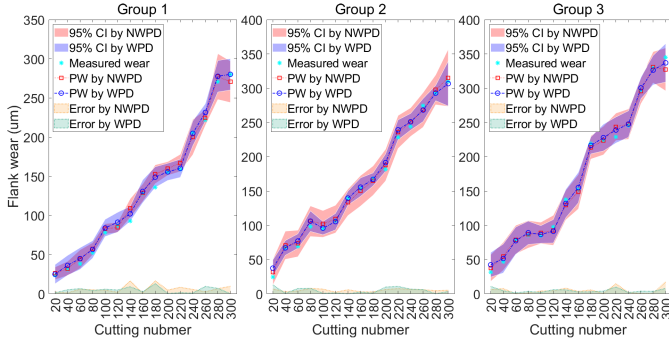 Group 1
Group 2
Group 3
350
300
250
200
150
100
50
0
Flank wear (um)
95% CI by NWPD
95% CI by WPD
Measured wear
PW by NWPD
PW by WPD
Error by NWPD
Error by WPD
20 40 60 80 100 120 140 160 180 200 220 240 260 280 300
Cutting nubmer
400
350
300
250
200
150
100
50
0
95% CI by NWPD
95% CI by WPD
Measured wear
PW by NWPD
PW by WPD
Error by NWPD
Error by WPD
20 40 60 80 100 120 140 160 180 200 220 240 260 280 300
Cutting nubmer
400
350
300
250
200
150
100
50
0
95% CI by NWPD
95% CI by WPD
Measured wear
PW by NWPD
PW by WPD
Error by NWPD
Error by WPD
20 40 60 80 100 120 140 160 180 200 220 240 260 280 300
Cutting nubmer